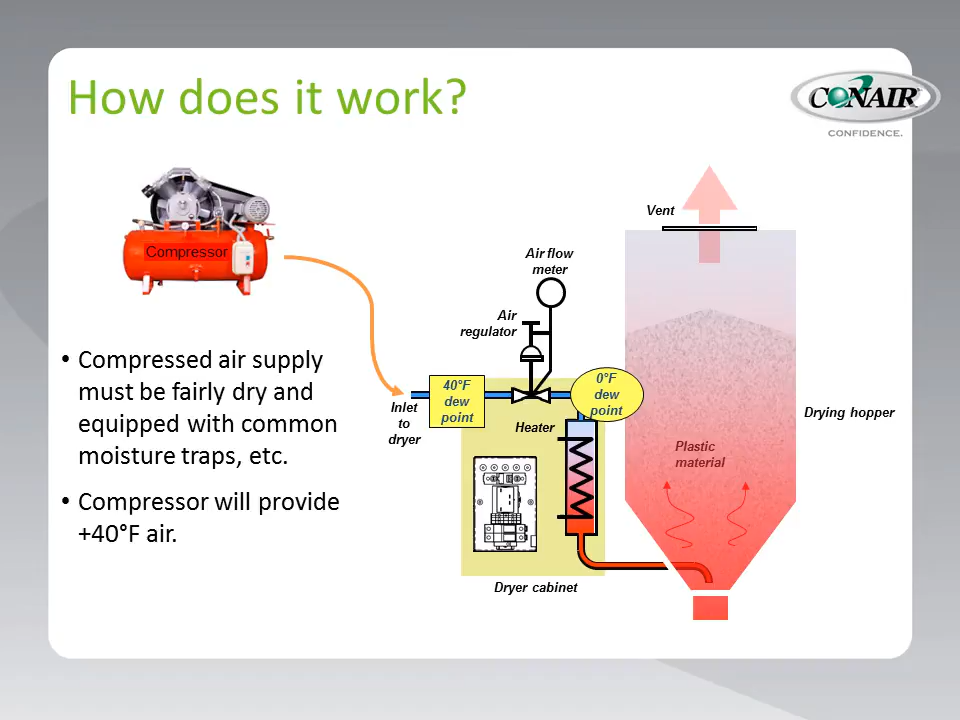 How does it work?
CONAIR
CONFIDENCE.
Compressor
Vent
Air flow
meter
Air
regulator
• Compressed air supply
must be fairly dry and
equipped with common
moisture traps, etc.
• Compressor will provide
+40°F air.
Inlet
to
dryer
40°F
dew
point
0°F
dew
point
Heater
Drying hopper
Plastic
material
Dryer cabinet